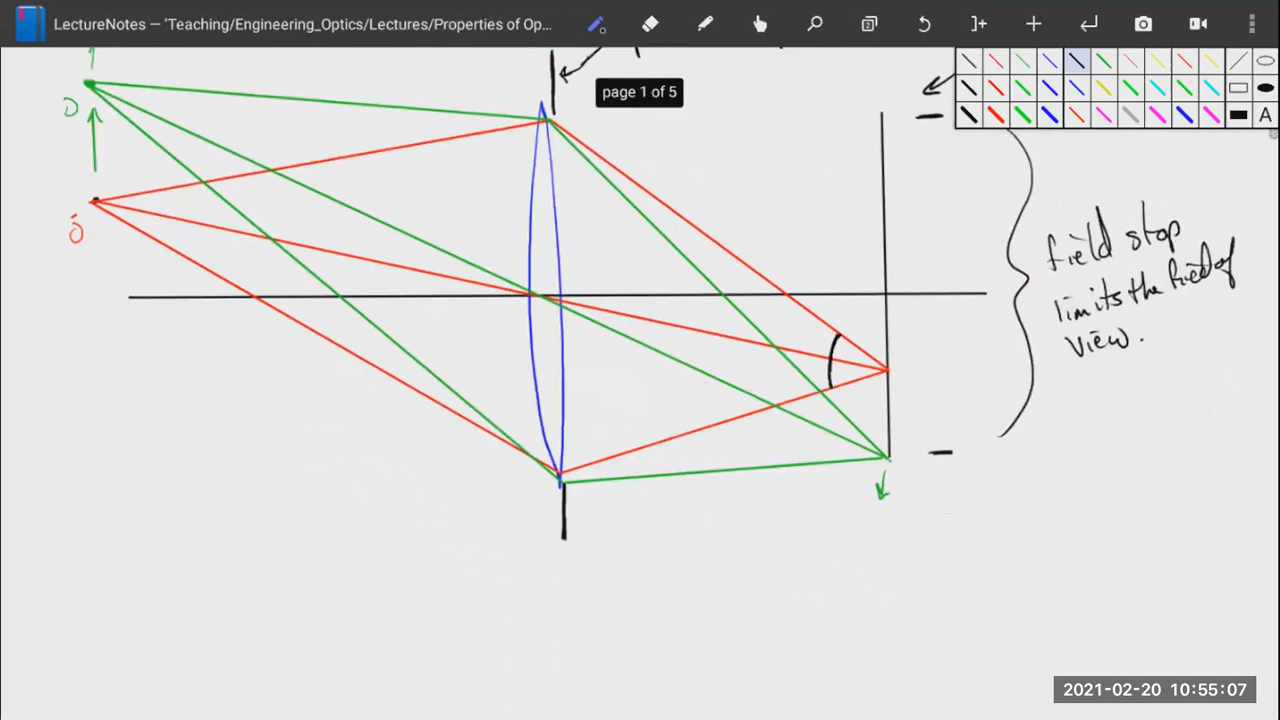 LectureNotes — ’Teaching/Engineering_Optics/Lectures/Properties of Op...
page 1 of 5
A
O
field stop
limits the field of
view.
2021-02-20 10:55:07